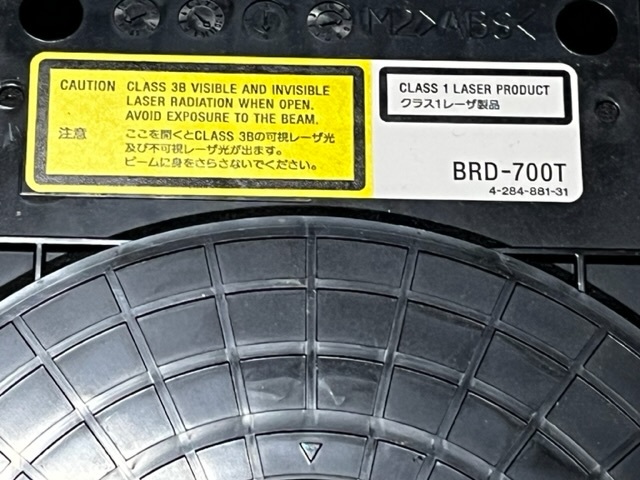 M2>ABS<
CAUTION CLASS 3B VISIBLE AND INVISIBLE
LASER RADIATION WHEN OPEN.
AVOID EXPOSURE TO THE BEAM.
注意 ここを開くとCLASS 3Bの可視レーザ光
及び不可視レーザ光が出ます。
ビームに身をさらさないでください。
CLASS 1 LASER PRODUCT
クラス1レーザ製品
BRD-700T
4-284-881-31